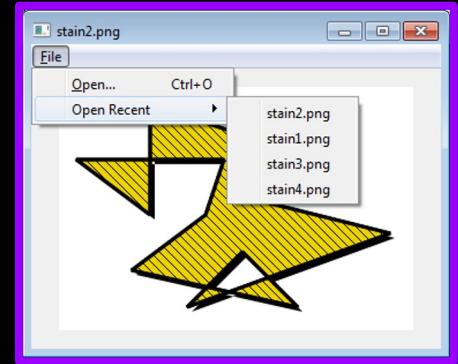 stain2.png
File
Open... Ctrl+O
Open Recent
stain2.png
stain1.png
stain3.png
stain4.png